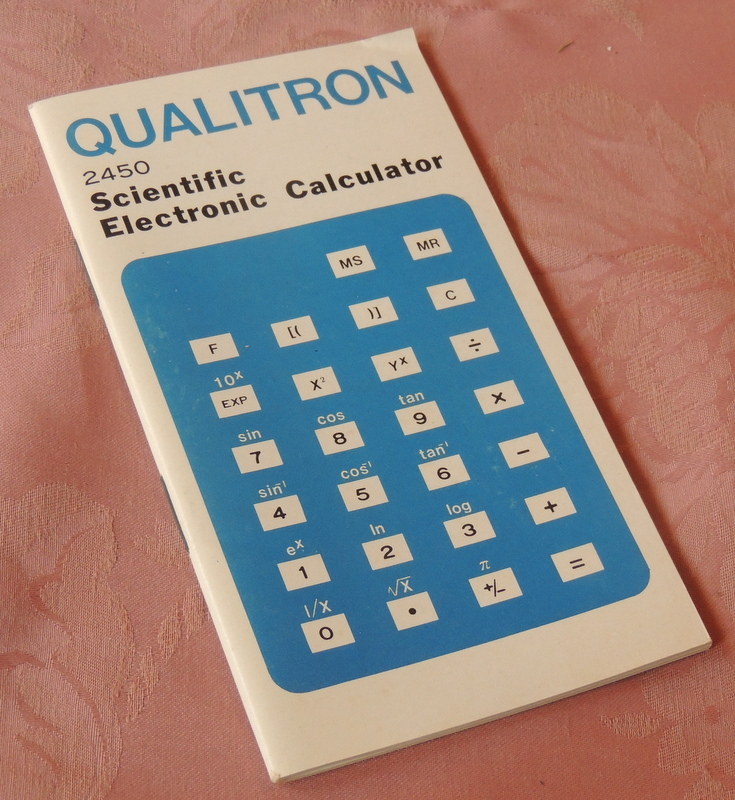 QUALITRON
2450
Scientific
Electronic Calculator
MS MR
F [( )] C
10ˣ
EXP X² Yˣ ÷
sin cos tan
7 8 9 ×
sin⁻¹ cos⁻¹ tan⁻¹
4 5 6 −
eˣ ln log
1 2 3 +
1/X √X π
0 • +/− =